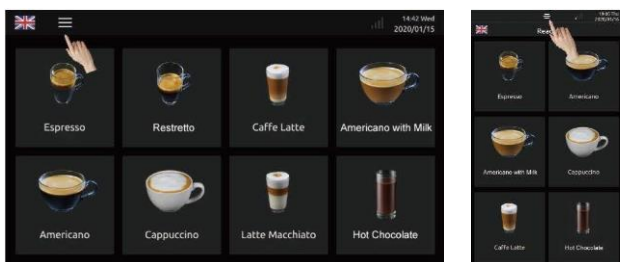 14:42 Wed
2020/01/15
Espresso
Restretto
Caffe Latte
Americano with Milk
Americano
Cappuccino
Latte Macchiato
Hot Chocolate
Espresso
Americano
Americano with Milk
Cappuccino
Caffe Latte
Hot Chocolate